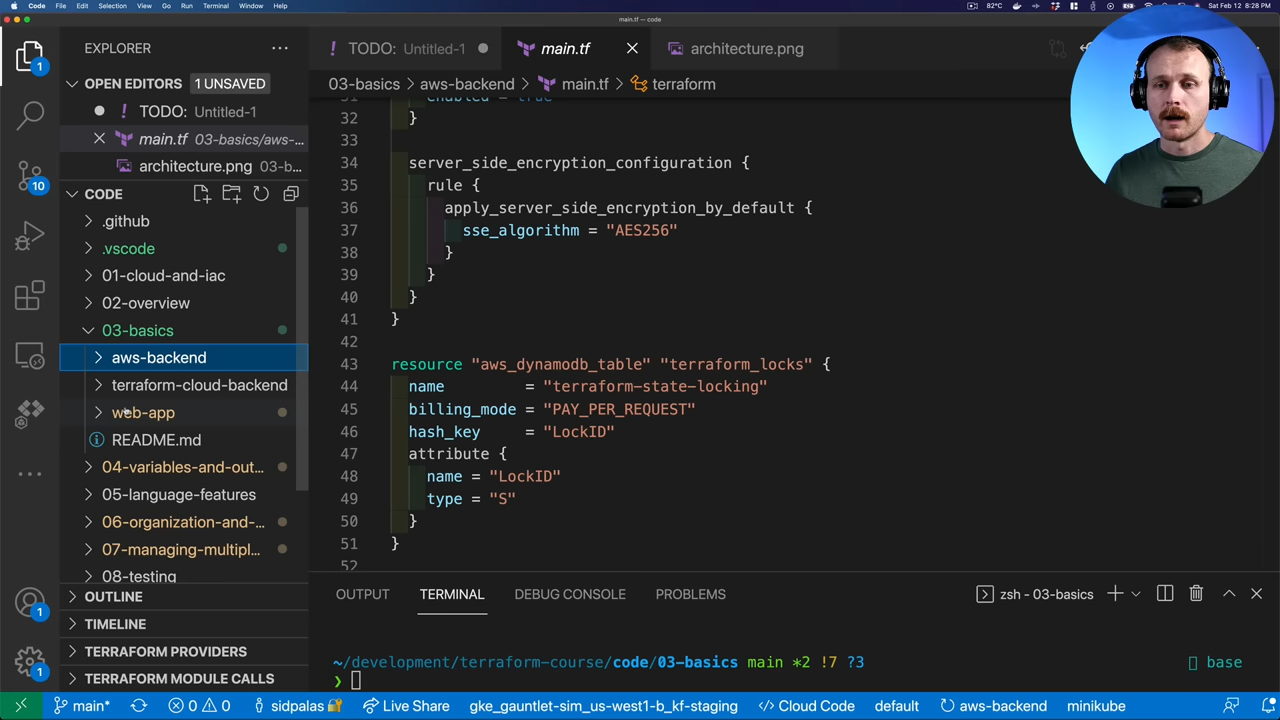 Code File Edit Selection View Go Run Terminal Window Help 82°C Sat Feb 12 8:28 PM
main.tf — code
EXPLORER
OPEN EDITORS 1 UNSAVED
TODO: Untitled-1
main.tf 03-basics/aws-...
architecture.png 03-b...
CODE
.github
.vscode
01-cloud-and-iac
02-overview
03-basics
aws-backend
terraform-cloud-backend
web-app
README.md
04-variables-and-out...
05-language-features
06-organization-and-...
07-managing-multipl...
08-testing
OUTLINE
TIMELINE
TERRAFORM PROVIDERS
TERRAFORM MODULE CALLS
1
10
1
1
TODO: Untitled-1 main.tf architecture.png
03-basics > aws-backend > main.tf > terraform
31 enabled = true
32 }
33
34 server_side_encryption_configuration {
35 rule {
36 apply_server_side_encryption_by_default {
37 sse_algorithm = "AES256"
38 }
39 }
40 }
41 }
42
43 resource "aws_dynamodb_table" "terraform_locks" {
44 name = "terraform-state-locking"
45 billing_mode = "PAY_PER_REQUEST"
46 hash_key = "LockID"
47 attribute {
48 name = "LockID"
49 type = "S"
50 }
51 }
52
OUTPUT TERMINAL DEBUG CONSOLE PROBLEMS zsh - 03-basics
~/development/terraform-course/code/03-basics main *2 !7 ?3 base
❯
main* 0 0 sidpalas Live Share gke_gauntlet-sim_us-west1-b_kf-staging Cloud Code default aws-backend minikube